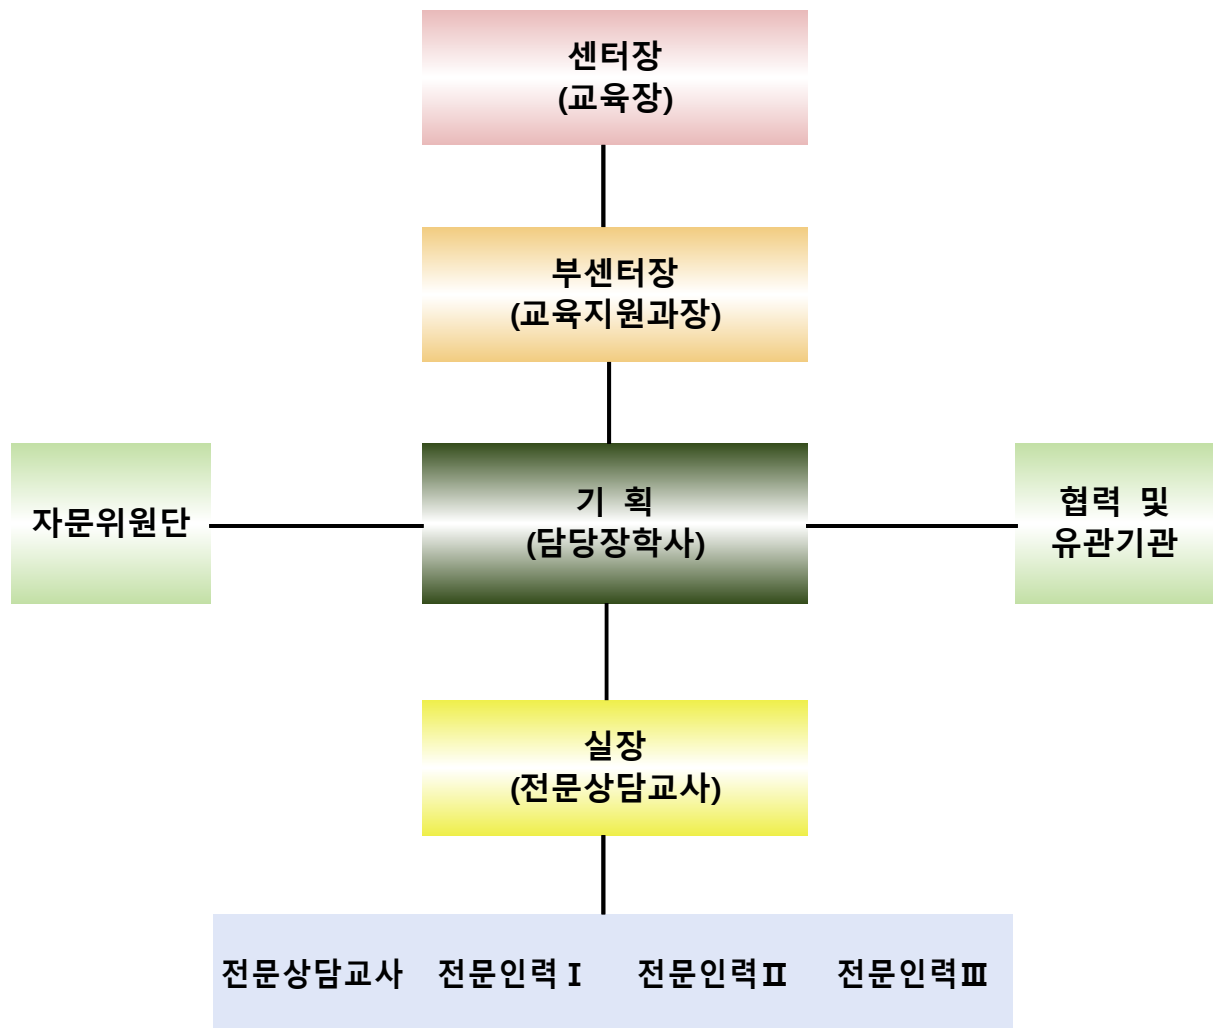 센터장
(교육장)
부센터장
(교육지원과장)
자문위원단
기 획
(담당장학사)
협력 및
유관기관
실장
(전문상담교사)
전문상담교사 전문인력Ⅰ 전문인력Ⅱ 전문인력Ⅲ